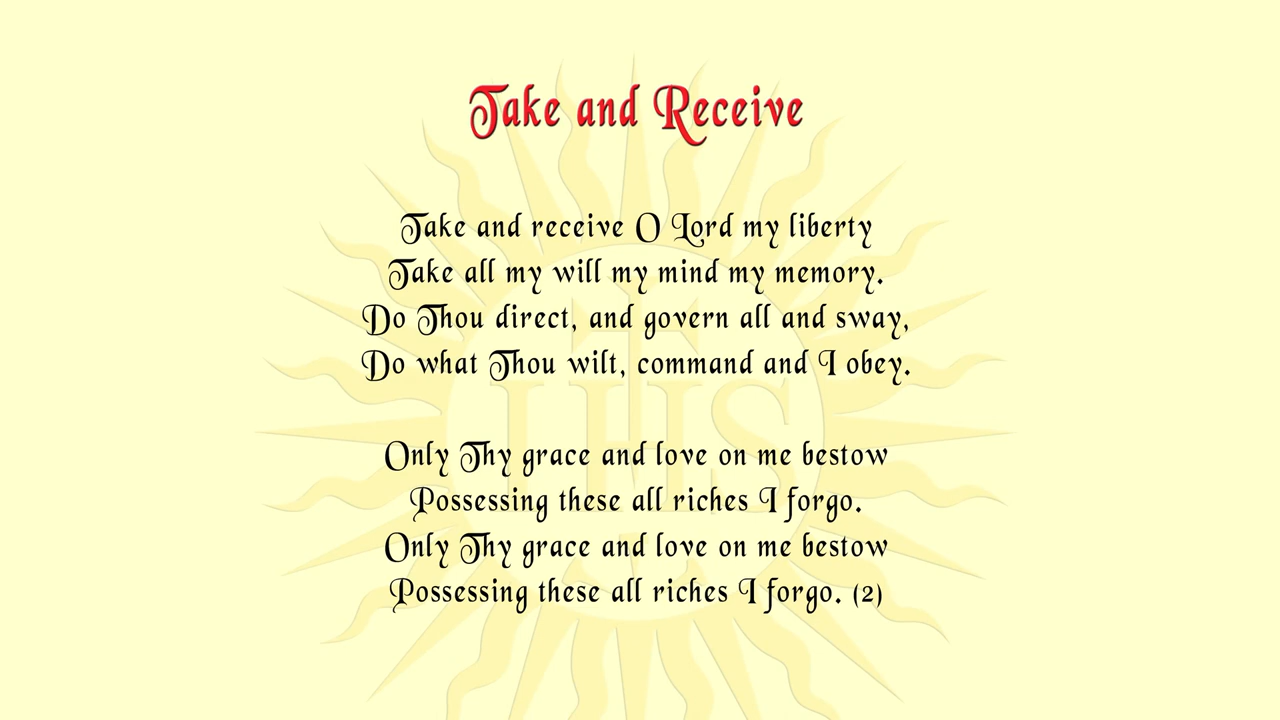 Take and Receive
Take and receive O Lord my liberty
Take all my will my mind my memory.
Do Thou direct, and govern all and sway,
Do what Thou wilt, command and I obey.
Only Thy grace and love on me bestow
Possessing these all riches I forgo.
Only Thy grace and love on me bestow
Possessing these all riches I forgo. (2)
IHS